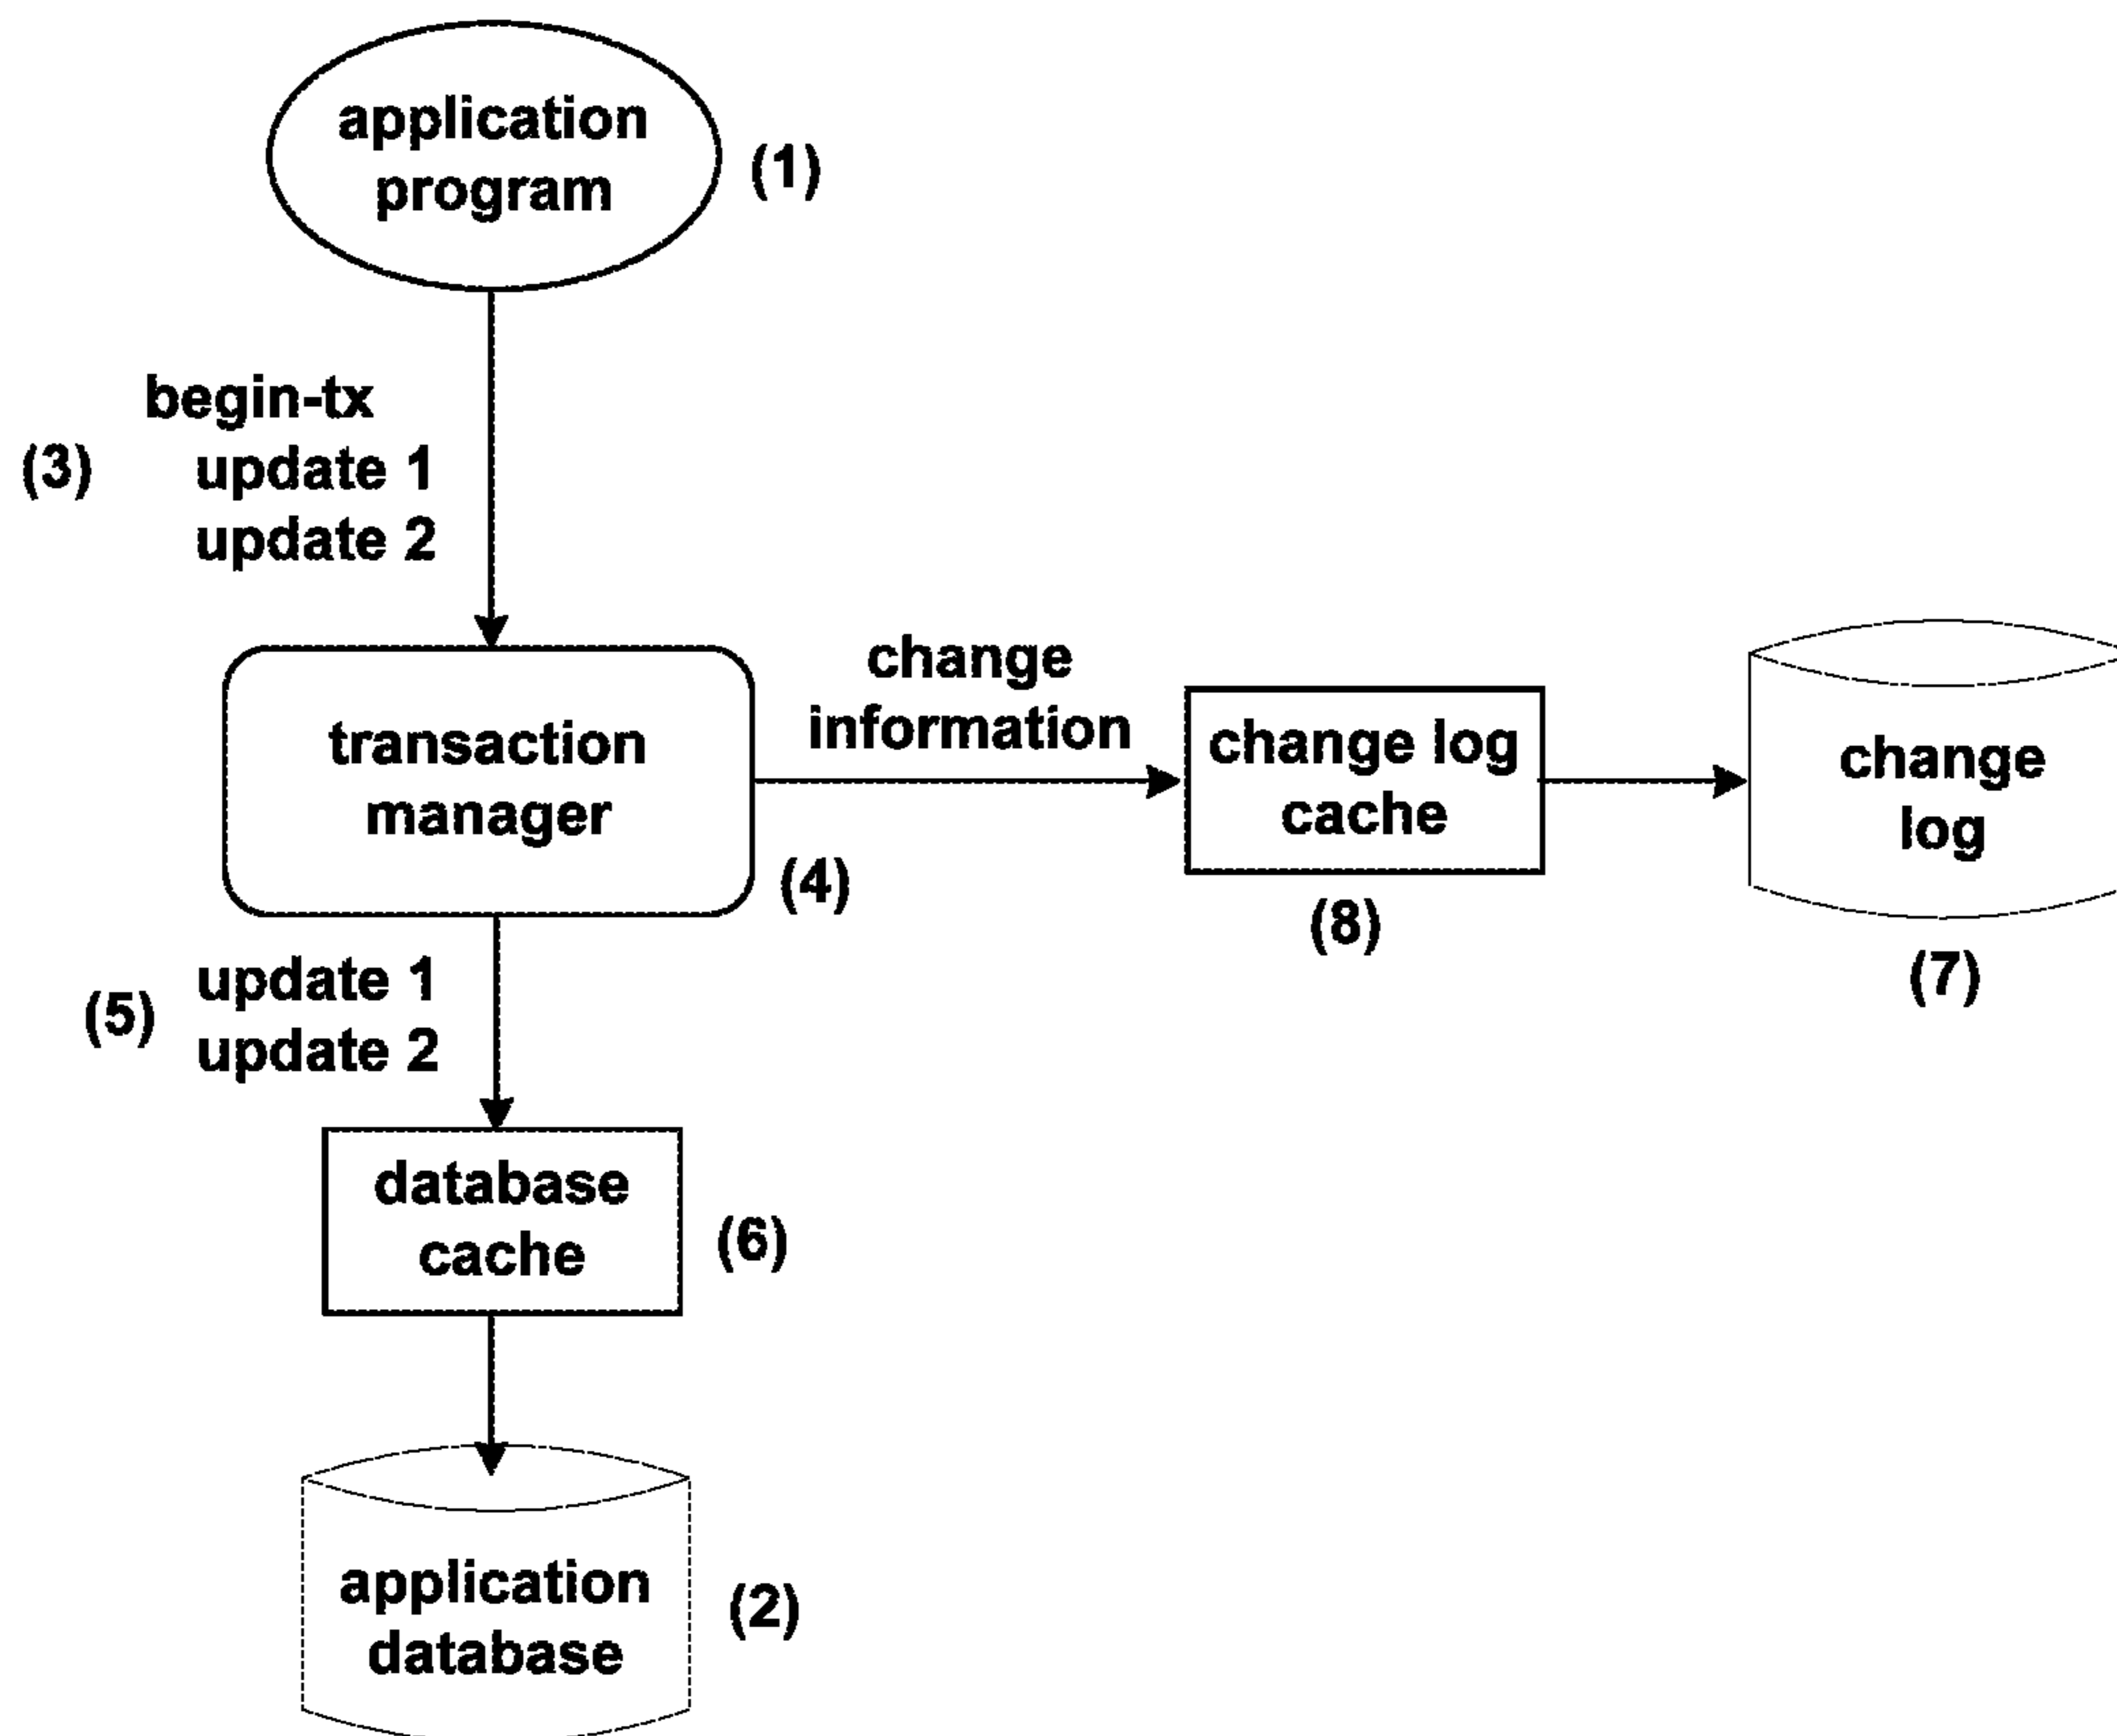 application
program
(1)
begin-tx
(3)
update 1
update 2
transaction
manager
(4)
change
information
change log
cache
(8)
change
log
(7)
(5)
update 1
update 2
database
cache
(6)
application
database
(2)